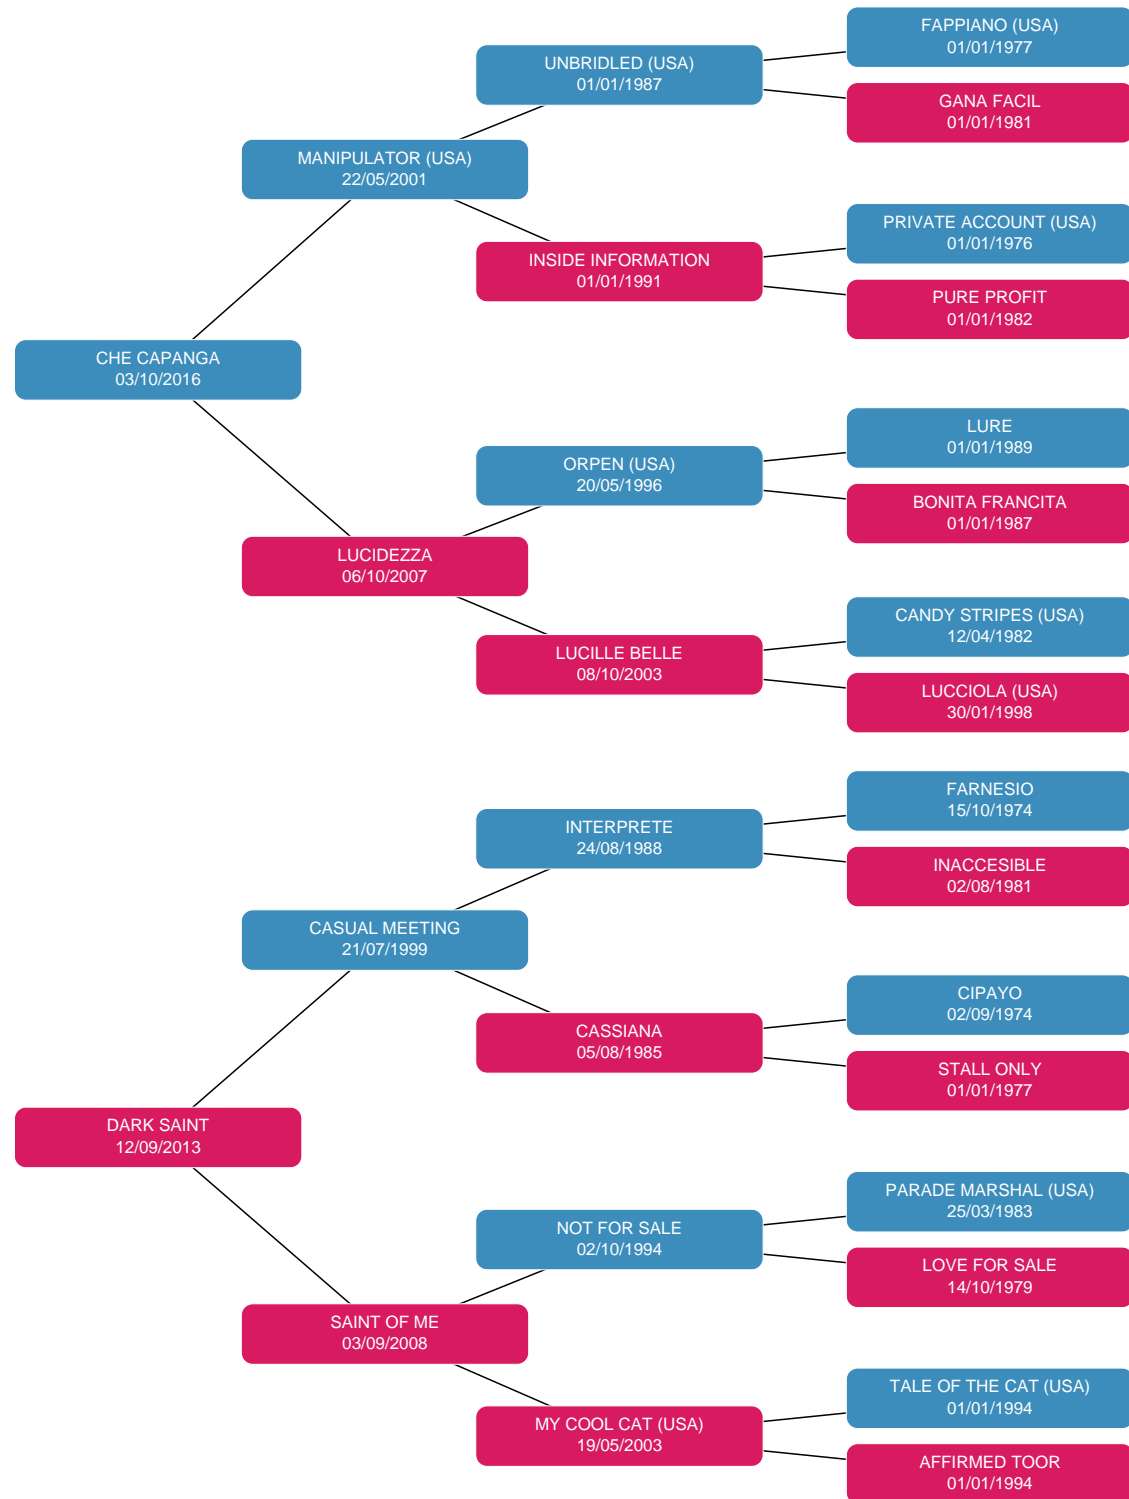 FAPPIANO (USA)
01/01/1977
UNBRIDLED (USA)
01/01/1987
GANA FACIL
01/01/1981
MANIPULATOR (USA)
22/05/2001
PRIVATE ACCOUNT (USA)
01/01/1976
INSIDE INFORMATION
01/01/1991
PURE PROFIT
01/01/1982
CHE CAPANGA
03/10/2016
LURE
01/01/1989
ORPEN (USA)
20/05/1996
BONITA FRANCITA
01/01/1987
LUCIDEZZA
06/10/2007
CANDY STRIPES (USA)
12/04/1982
LUCILLE BELLE
08/10/2003
LUCCIOLA (USA)
30/01/1998
FARNESIO
15/10/1974
INTERPRETE
24/08/1988
INACCESIBLE
02/08/1981
CASUAL MEETING
21/07/1999
CIPAYO
02/09/1974
CASSIANA
05/08/1985
STALL ONLY
01/01/1977
DARK SAINT
12/09/2013
PARADE MARSHAL (USA)
25/03/1983
NOT FOR SALE
02/10/1994
LOVE FOR SALE
14/10/1979
SAINT OF ME
03/09/2008
TALE OF THE CAT (USA)
01/01/1994
MY COOL CAT (USA)
19/05/2003
AFFIRMED TOOR
01/01/1994